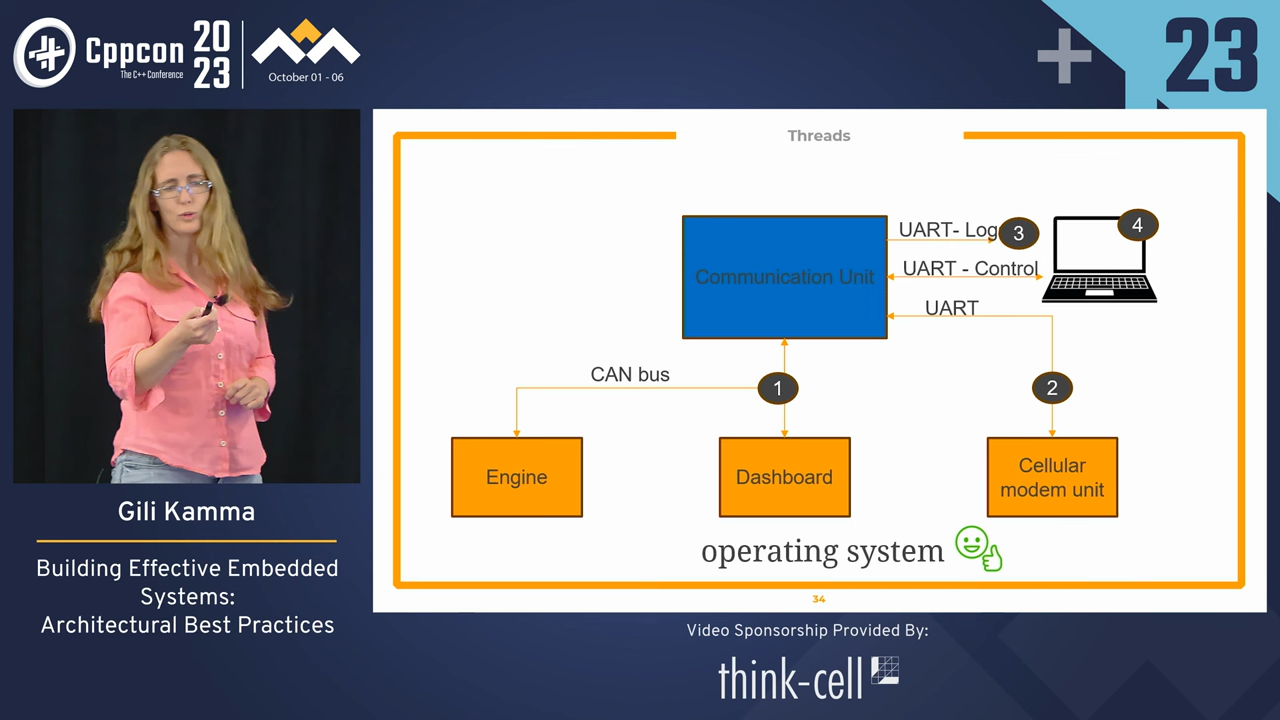 Cppcon
The C++ Conference
20
23
October 01 - 06
23
Threads
UART- Log
3
4
Communication Unit
UART - Control
UART
CAN bus
1
2
Engine
Dashboard
Cellular
modem unit
operating system
34
Gili Kamma
Building Effective Embedded
Systems:
Architectural Best Practices
Video Sponsorship Provided By:
think-cell